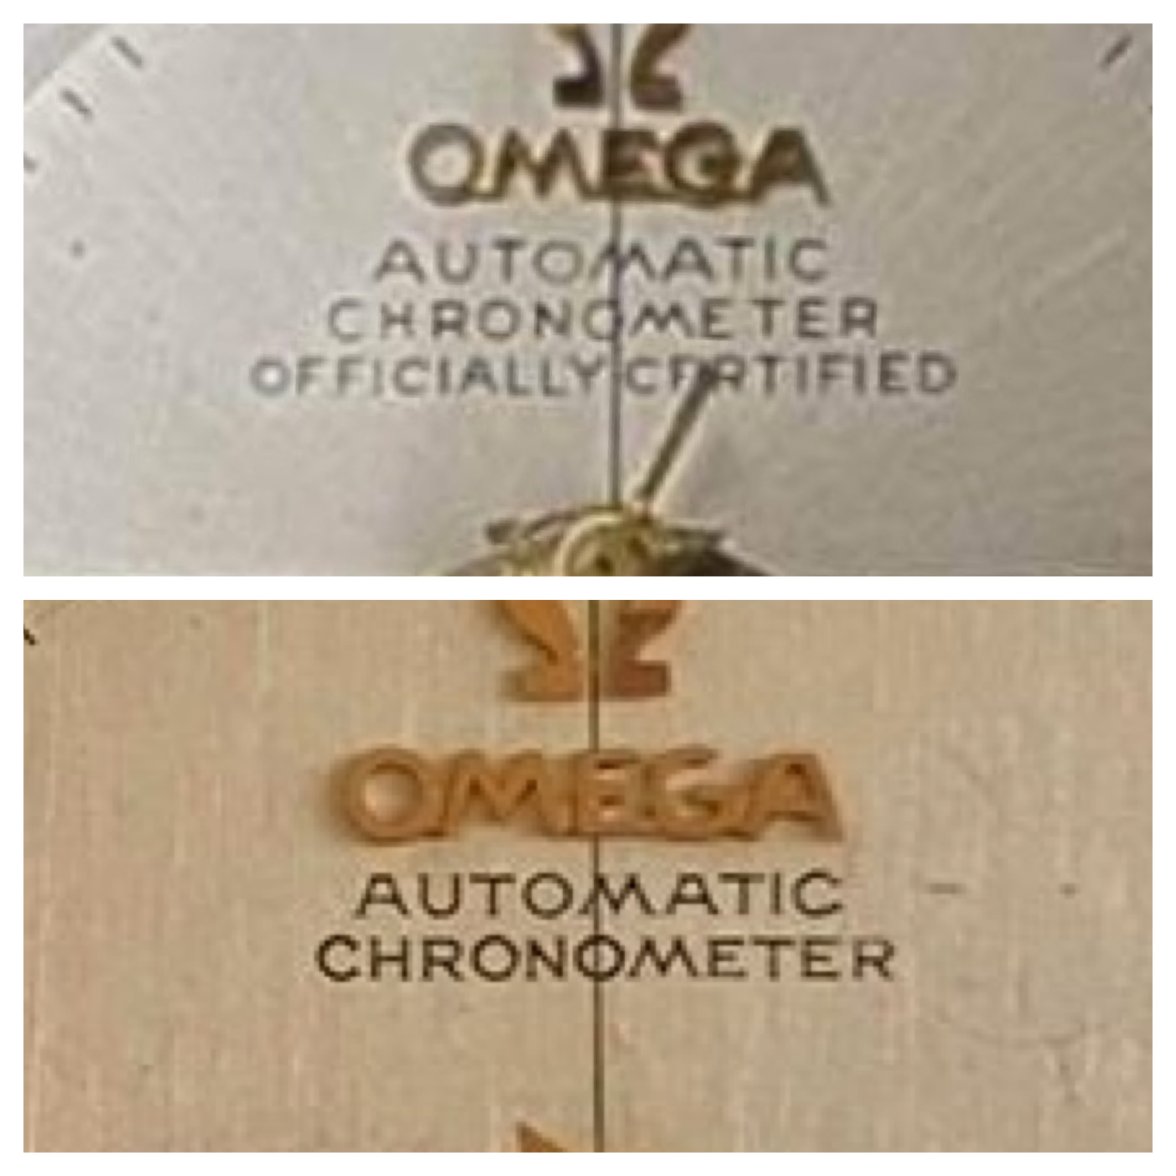 OMEGA
AUTOMATIC
CHRONOMETER
OFFICIALLY CERTIFIED
OMEGA
AUTOMATIC
CHRONOMETER